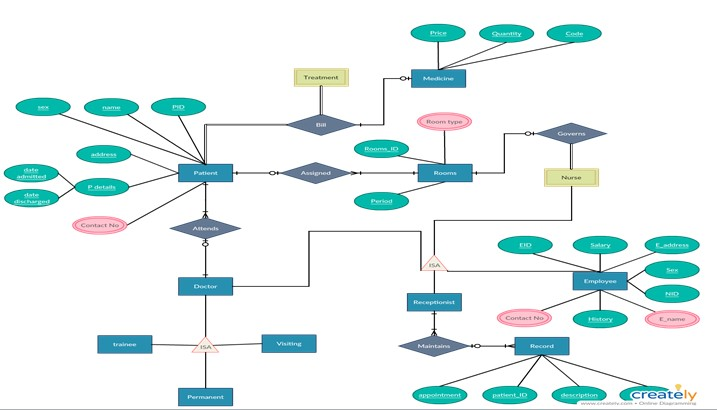 Price
Quantity
Code
Treatment
Medicine
sex
name
PID
Bill
Room type
Governs
address
Rooms_ID
date
admitted
Patient
Assigned
Rooms
Nurse
P.details
date
discharged
Period
Contact No
Attends
EID
Salary
E_address
ISA
Sex
Employee
Doctor
NID
Receptionist
Contact No
History
E_name
trainee
ISA
Visiting
Maintains
Record
appointment
patient_ID
description
Permanent
creately
www.creately.com • Online Diagramming